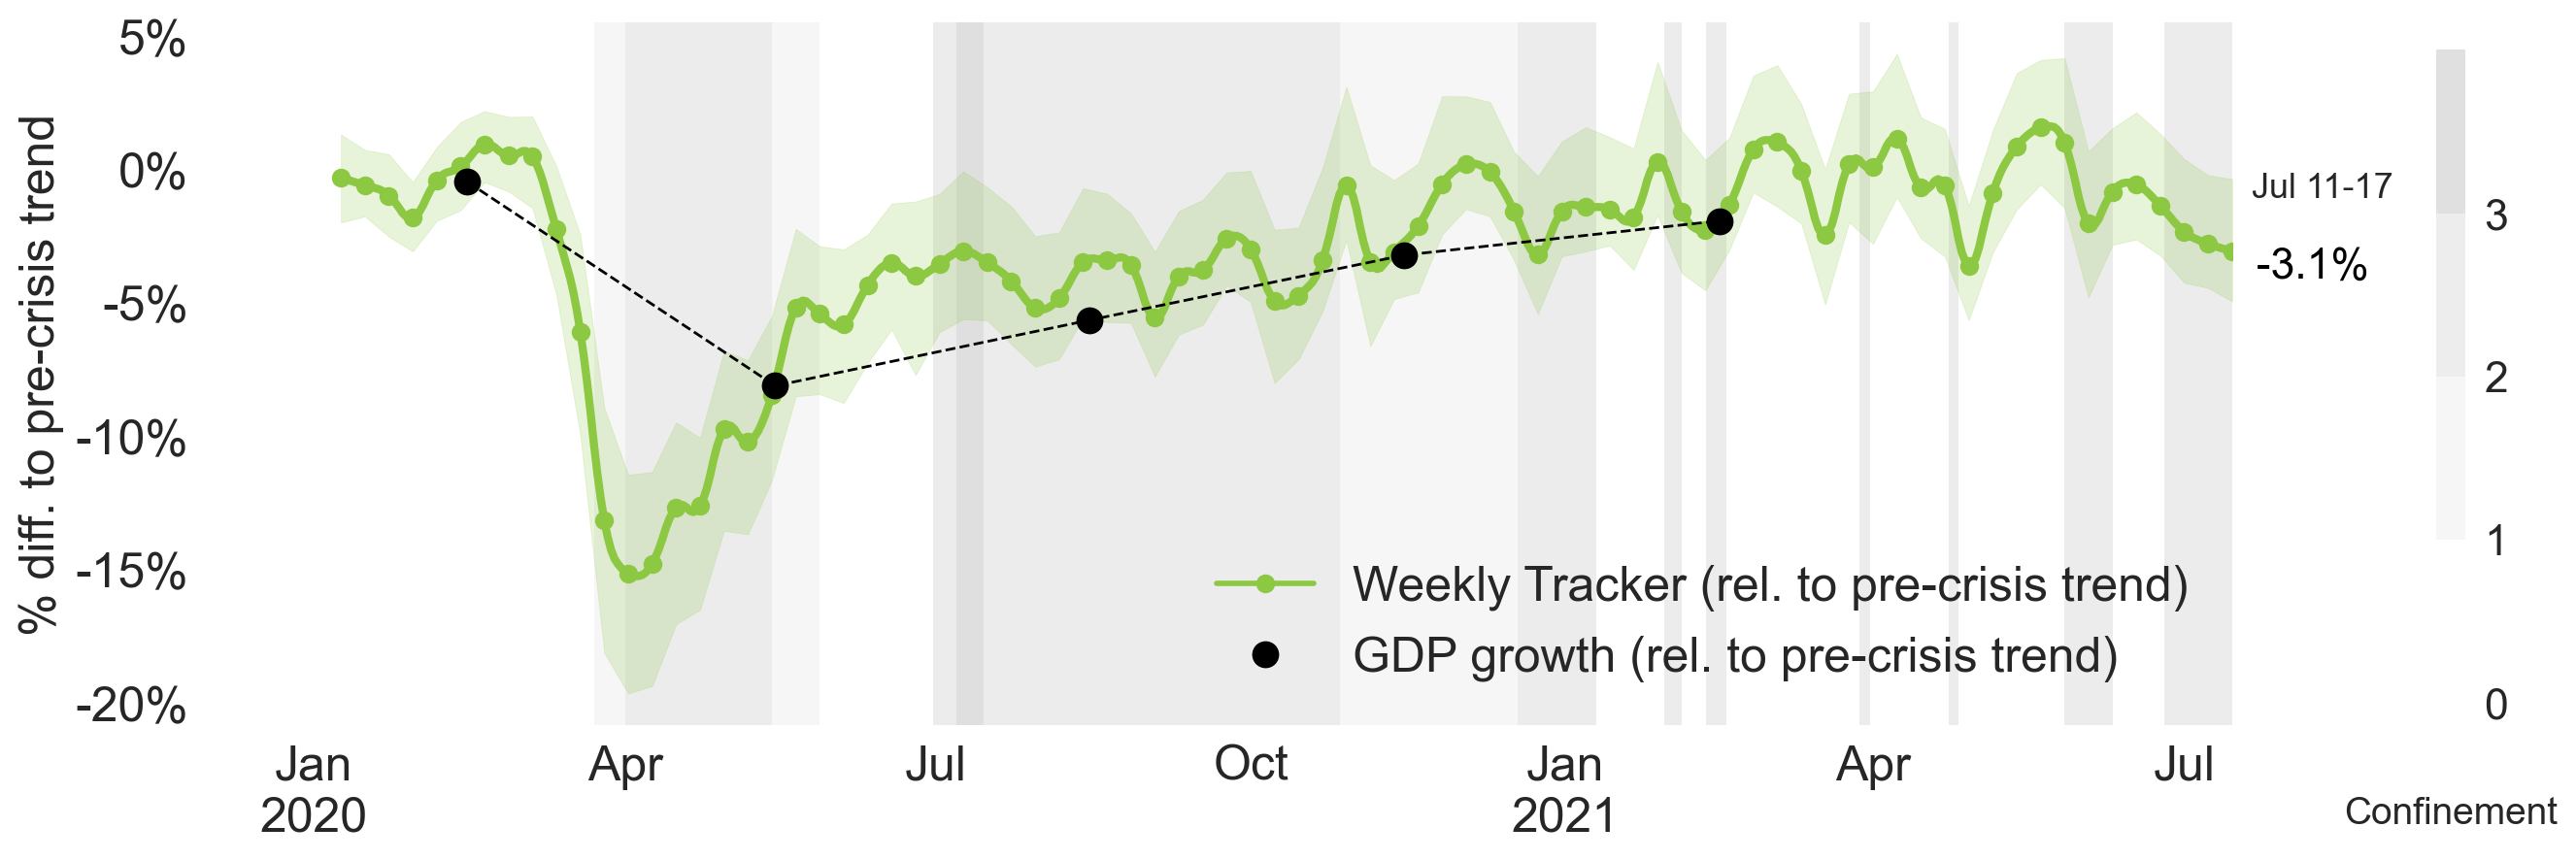 % diff. to pre-crisis trend
5%
0%
-5%
-10%
-15%
-20%
Jan
2020
Apr
Jul
Oct
Jan
2021
Apr
Jul
Weekly Tracker (rel. to pre-crisis trend)
GDP growth (rel. to pre-crisis trend)
Jul 11-17
-3.1%
3
2
1
0
Confinement